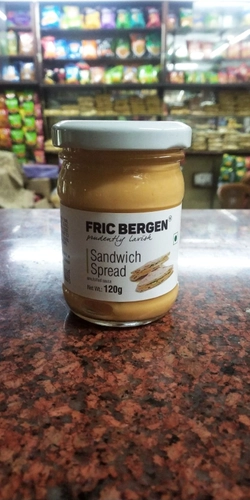 FRIC BERGEN®
prudently lavish
Sandwich
Spread
Net Wt.: 120g